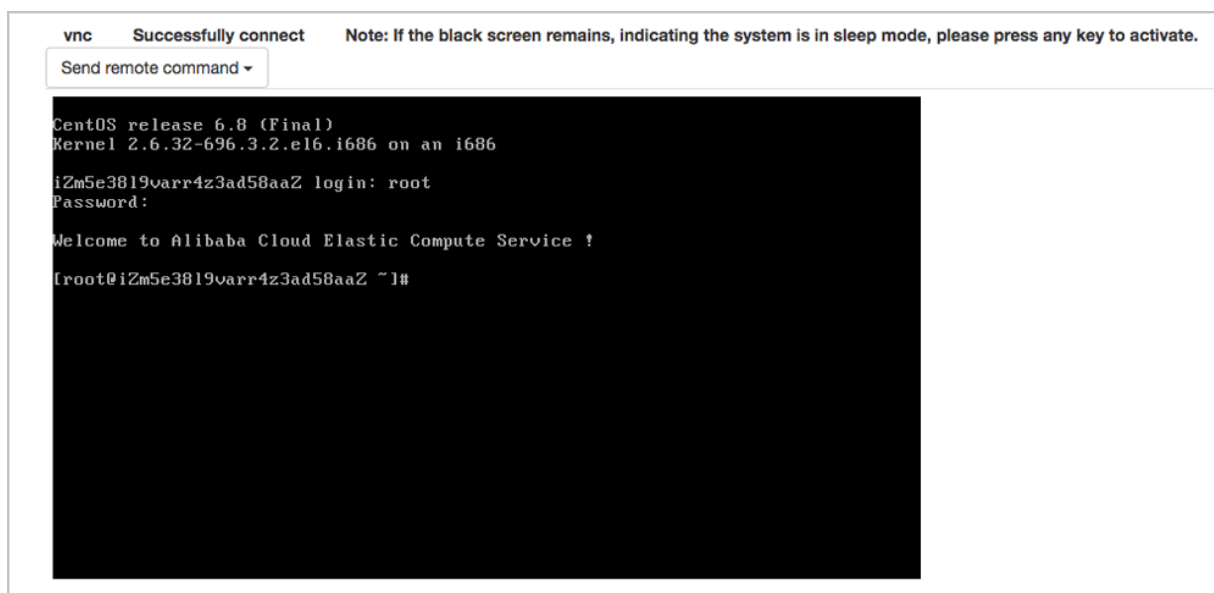 vnc Successfully connect Note: If the black screen remains, indicating the system is in sleep mode, please press any key to activate.
Send remote command
CentOS release 6.8 (Final)
Kernel 2.6.32-696.3.2.el6.i686 on an i686
iZm5e38l9varr4z3ad58aaZ login: root
Password:
Welcome to Alibaba Cloud Elastic Compute Service !
[root@iZm5e38l9varr4z3ad58aaZ ~]#